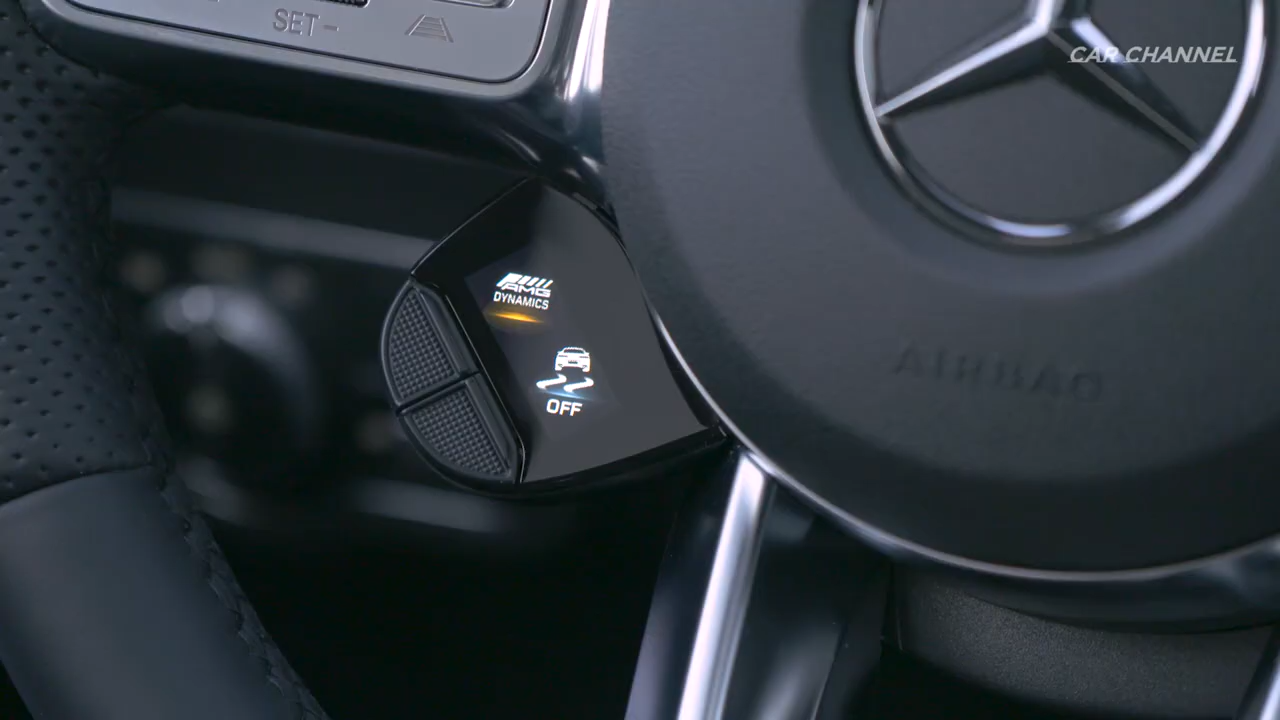 SET-
CAR CHANNEL
AMG
DYNAMICS
OFF
AIRBAG